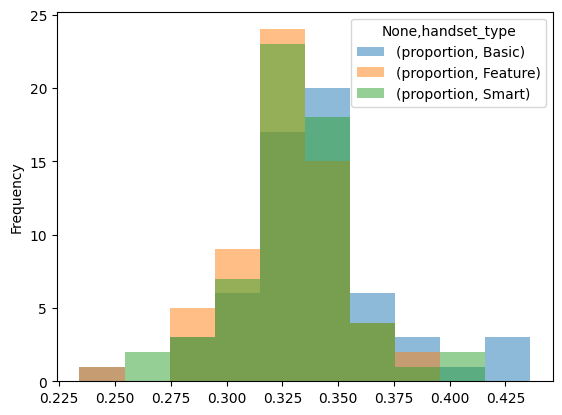 25
20
15
10
5
0
Frequency
None,handset_type
(proportion, Basic)
(proportion, Feature)
(proportion, Smart)
0.225 0.250 0.275 0.300 0.325 0.350 0.375 0.400 0.425